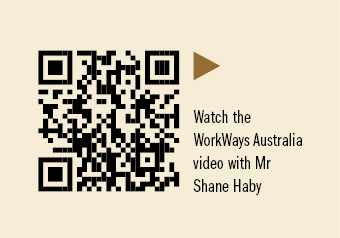 Watch the
WorkWays Australia
video with Mr
Shane Haby